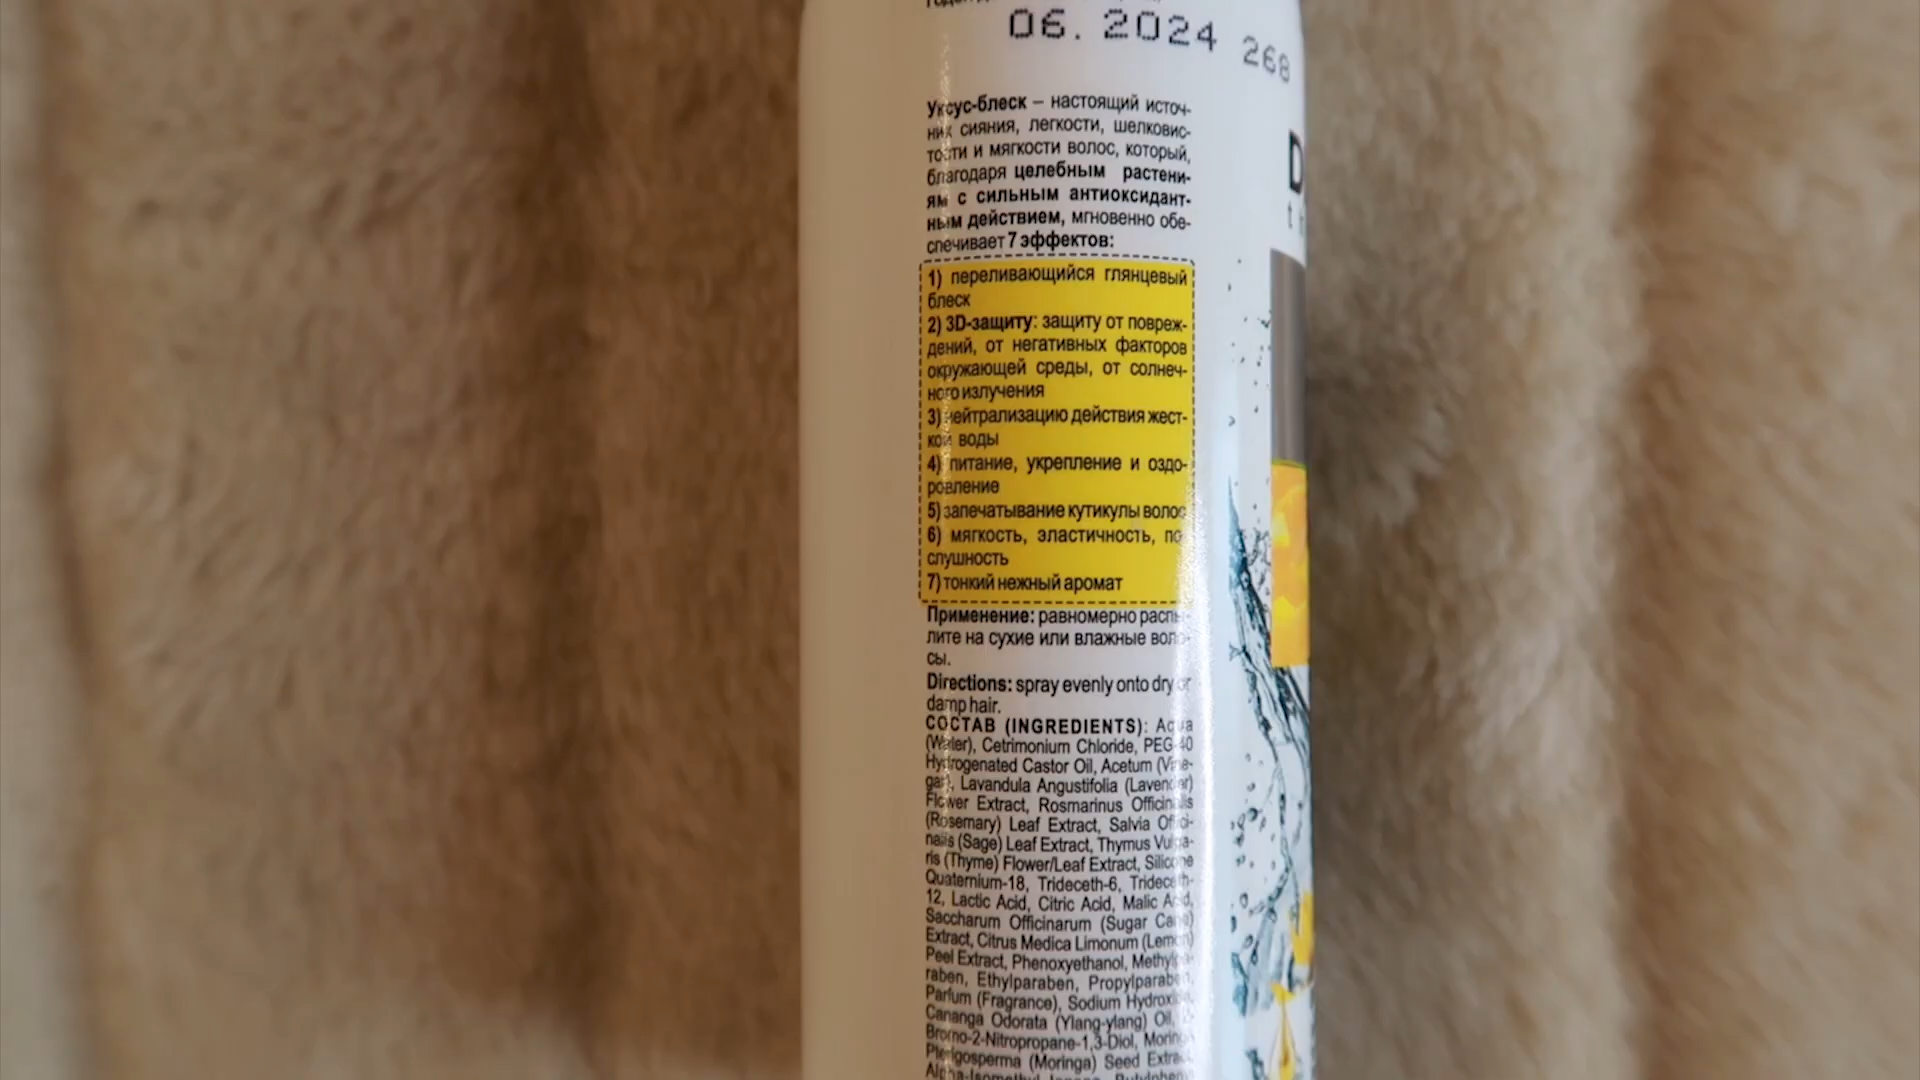 06. 2024 268
Уксус-блеск – настоящий источ-
ник сияния, легкости, шелковис-
тости и мягкости волос, который,
благодаря целебным растени-
ям с сильным антиоксидант-
ным действием, мгновенно обе-
спечивает 7 эффектов:
1) переливающийся глянцевый
блеск
2) 3D-защиту: защиту от повреж-
дений, от негативных факторов
окружающей среды, от солнеч-
ного излучения
3) нейтрализацию действия жест-
кой воды
4) питание, укрепление и оздо-
ровление
5) запечатывание кутикулы волос
6) мягкость, эластичность, по
слушность
7) тонкий нежный аромат
Применение: равномерно распы-
лите на сухие или влажные воло-
сы.
Directions: spray evenly onto dry or
damp hair.
СОСТАВ (INGREDIENTS): Aqua
(Water), Cetrimonium Chloride, PEG-40
Hydrogenated Castor Oil, Acetum (Vine-
gar), Lavandula Angustifolia (Lavender)
Flower Extract, Rosmarinus Officinalis
(Rosemary) Leaf Extract, Salvia Offici-
nalis (Sage) Leaf Extract, Thymus Vulga-
ris (Thyme) Flower/Leaf Extract, Silicone
Quaternium-18, Trideceth-6, Trideceth-
12, Lactic Acid, Citric Acid, Malic Acid,
Saccharum Officinarum (Sugar Cane)
Extract, Citrus Medica Limonum (Lemon)
Peel Extract, Phenoxyethanol, Methylpa-
raben, Ethylparaben, Propylparaben,
Parfum (Fragrance), Sodium Hydroxide,
Cananga Odorata (Ylang-ylang) Oil, 2-
Bromo-2-Nitropropane-1,3-Diol, Moringa
Pterigosperma (Moringa) Seed Extract,
D